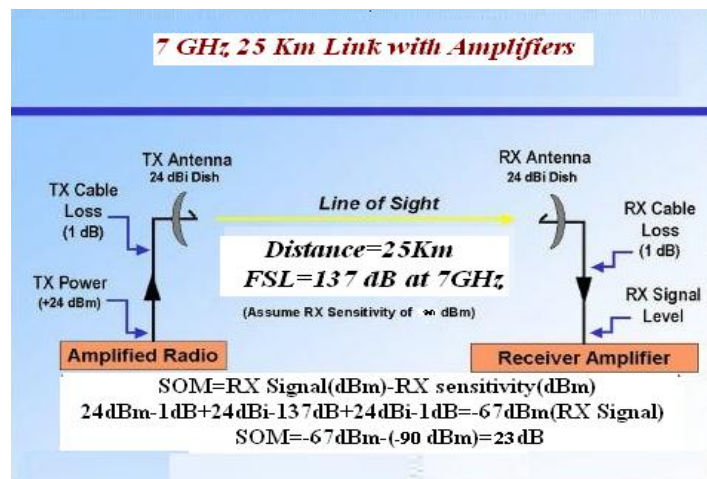 7 GHz 25 Km Link with Amplifiers
TX Antenna
24 dBi Dish
RX Antenna
24 dBi Dish
TX Cable
Loss
(1 dB)
Line of Sight
RX Cable
Loss
(1 dB)
Distance=25Km
FSL=137 dB at 7GHz
TX Power
(+24 dBm)
(Assume RX Sensitivity of dBm)
RX Signal
Level
Amplified Radio
Receiver Amplifier
SOM=RX Signal(dBm)-RX sensitivity(dBm)
24dBm-1dB+24dBi-137dB+24dBi-1dB=-67dBm(RX Signal)
SOM=-67dBm-(-90 dBm)=23dB